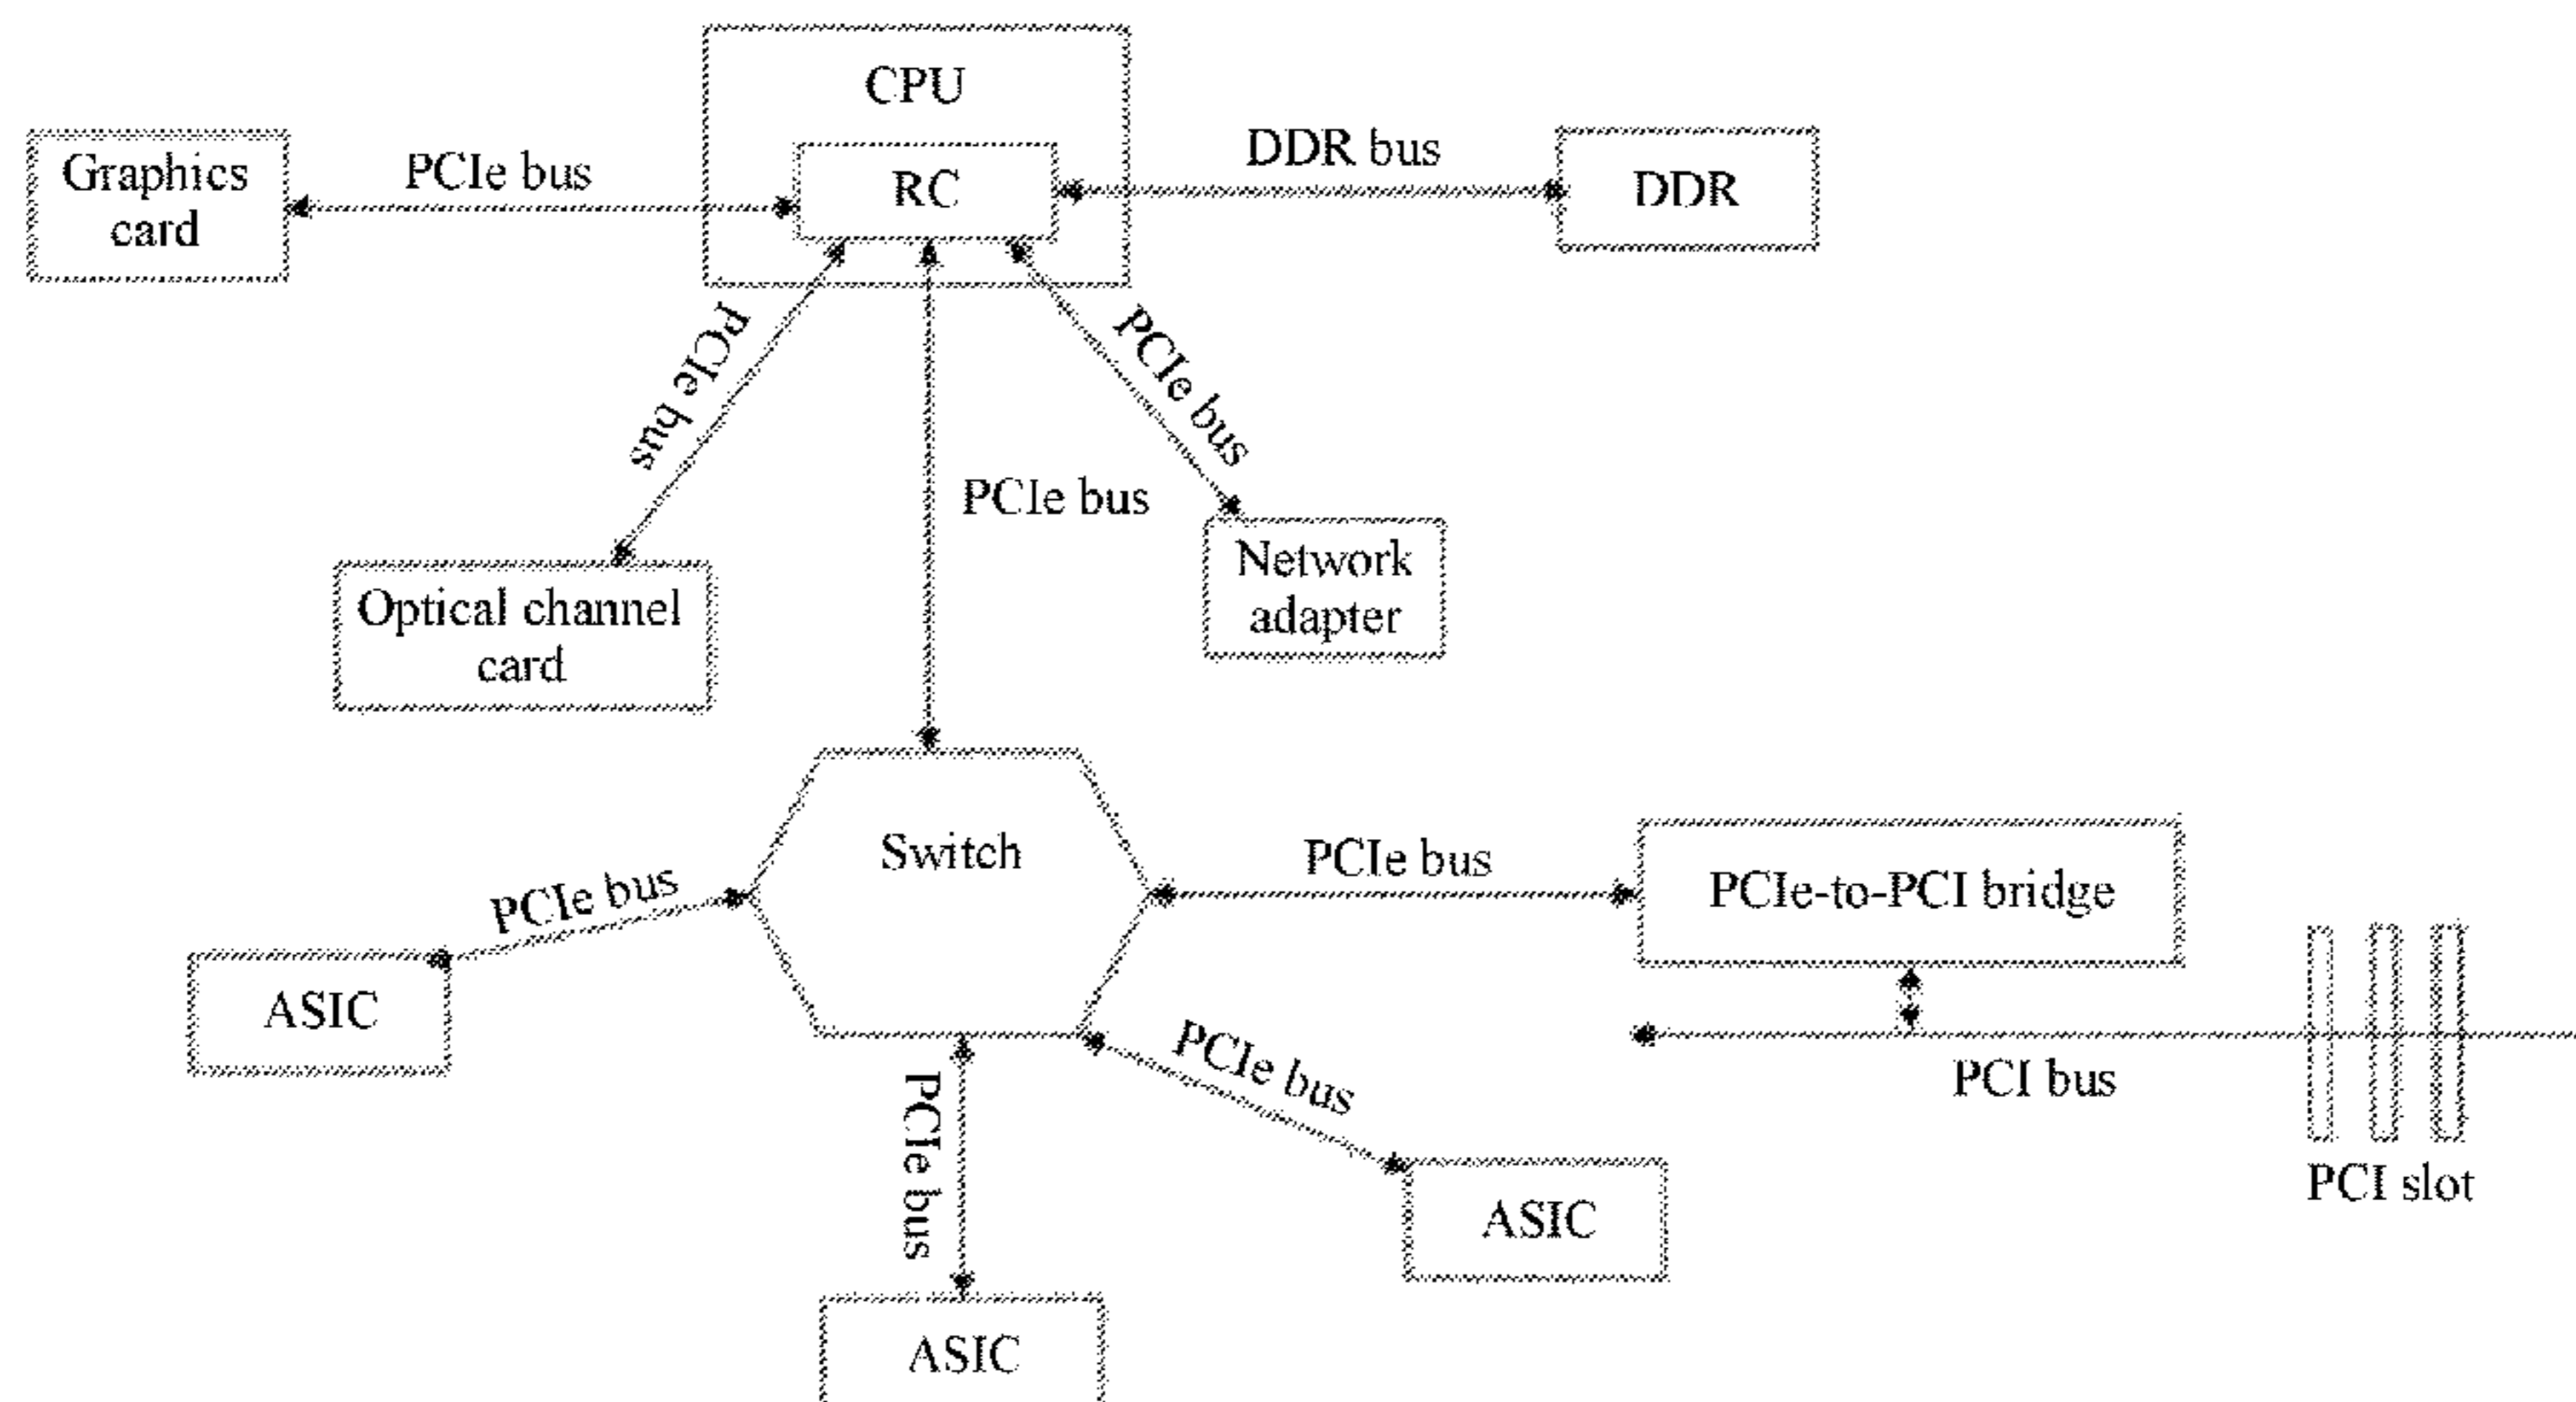 CPU
Graphics
card
PCIe bus
RC
DDR bus
DDR
PCIe bus
PCIe bus
PCIe bus
Optical channel
card
Network
adapter
Switch
PCIe bus
PCIe bus
PCIe-to-PCI bridge
ASIC
PCIe bus
PCIe bus
PCI bus
PCI slot
ASIC
ASIC